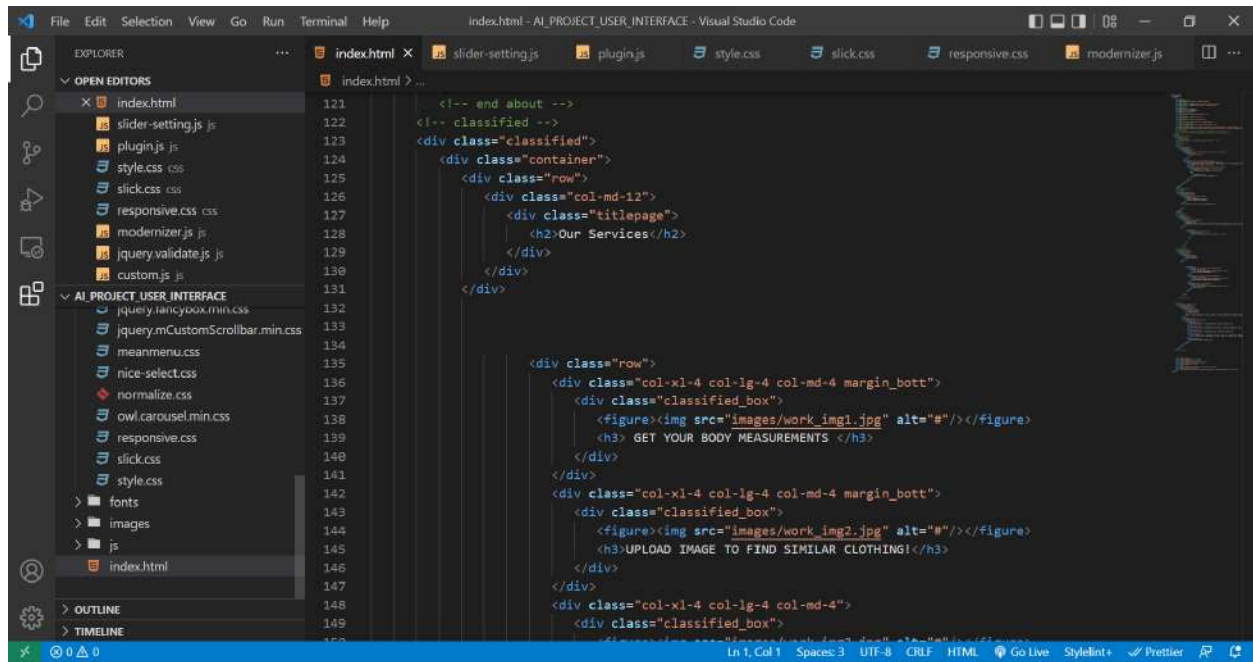 File Edit Selection View Go Run Terminal Help
index.html - AI_PROJECT_USER_INTERFACE - Visual Studio Code
EXPLORER
OPEN EDITORS
index.html
slider-setting.js js
plugin.js js
style.css css
slick.css css
responsive.css css
modernizer.js js
jquery.validate.js js
custom.js js
AI_PROJECT_USER_INTERFACE
jquery.fancybox.min.css
jquery.mCustomScrollbar.min.css
meanmenu.css
nice-select.css
normalize.css
owl.carousel.min.css
responsive.css
slick.css
style.css
fonts
images
js
index.html
OUTLINE
TIMELINE
index.html slider-setting.js plugin.js style.css slick.css responsive.css modernizer.js
index.html > ...
121 <!-- end about -->
122 <!-- classified -->
123 <div class="classified">
124 <div class="container">
125 <div class="row">
126 <div class="col-md-12">
127 <div class="titlepage">
128 <h2>Our Services</h2>
129 </div>
130 </div>
131 </div>
132
133
134
135 <div class="row">
136 <div class="col-xl-4 col-lg-4 col-md-4 margin_bott">
137 <div class="classified_box">
138 <figure><img src="images/work_img1.jpg" alt="#"/></figure>
139 <h3> GET YOUR BODY MEASUREMENTS </h3>
140 </div>
141 </div>
142 <div class="col-xl-4 col-lg-4 col-md-4 margin_bott">
143 <div class="classified_box">
144 <figure><img src="images/work_img2.jpg" alt="#"/></figure>
145 <h3>UPLOAD IMAGE TO FIND SIMILAR CLOTHING!</h3>
146 </div>
147 </div>
148 <div class="col-xl-4 col-lg-4 col-md-4">
149 <div class="classified_box">
0 0 Ln 1, Col 1 Spaces: 3 UTF-8 CRLF HTML Go Live Stylelint+ Prettier